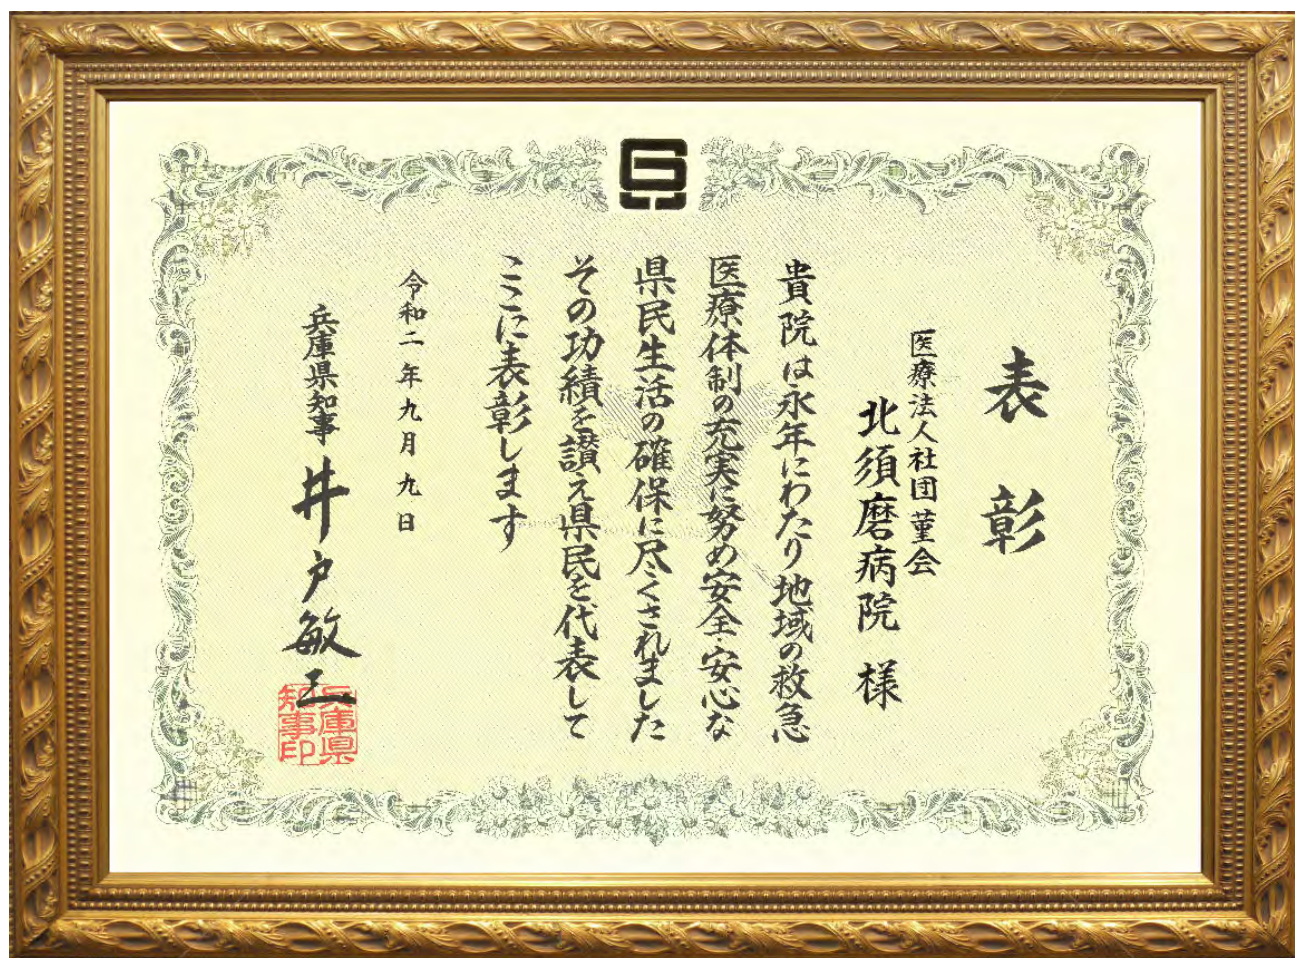 表彰
医療法人社団菫会
北須磨病院 様
貴院は永年にわたり地域の救急
医療体制の充実に努め安全・安心な
県民生活の確保に尽くされました
その功績を讃え県民を代表して
ここに表彰します
令和二年九月九日
兵庫県知事 井戸敏三
兵庫県
知事印